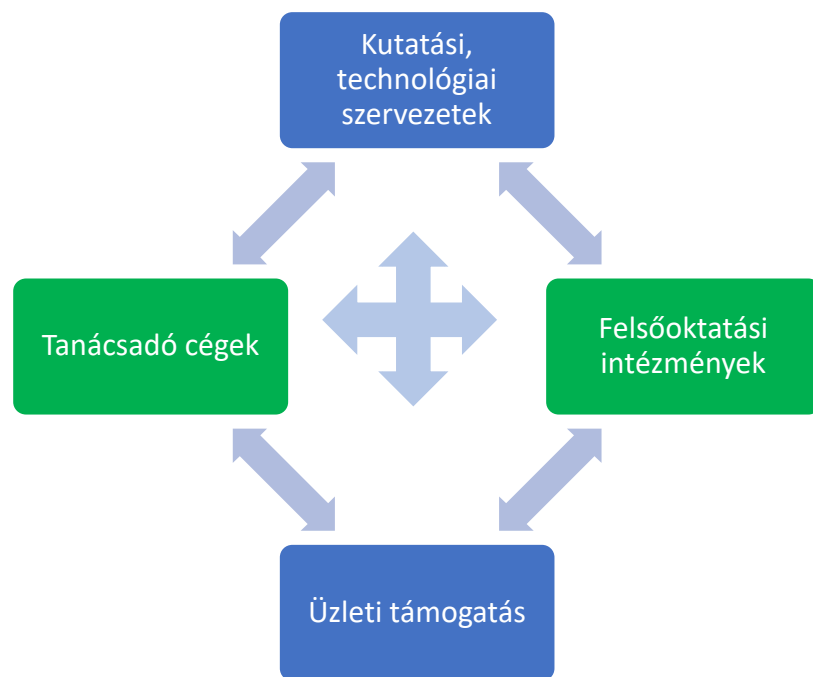 Kutatási,
technológiai
szervezetek
Tanácsadó cégek
Felsőoktatási
intézmények
Üzleti támogatás